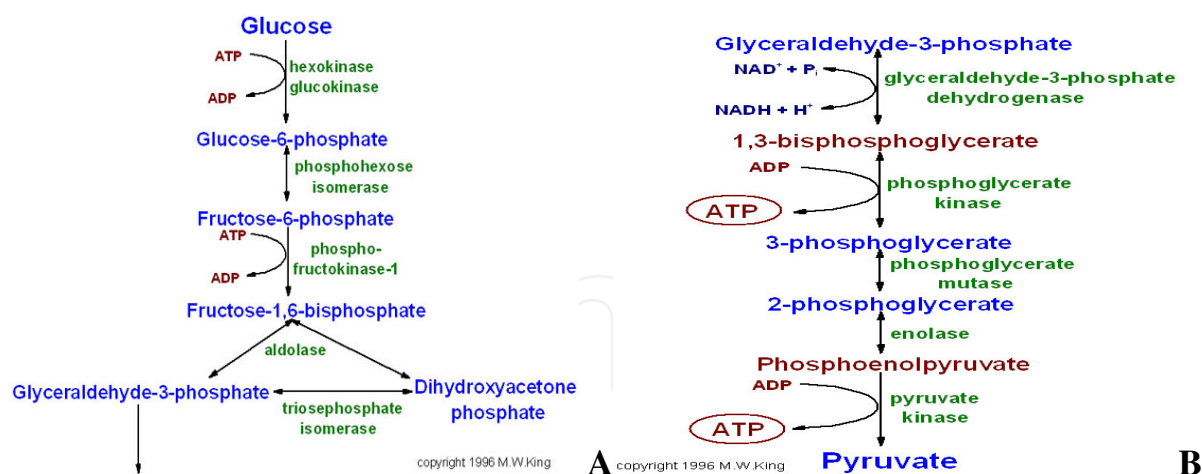 Glucose
ATP
hexokinase
glucokinase
ADP
Glucose-6-phosphate
phosphohexose
isomerase
Fructose-6-phosphate
ATP
phospho-
fructokinase-1
ADP
Fructose-1,6-bisphosphate
aldolase
Glyceraldehyde-3-phosphate
Dihydroxyacetone
phosphate
triosephosphate
isomerase
copyright 1996 M.W.King
A
Glyceraldehyde-3-phosphate
NAD+ + Pi
glyceraldehyde-3-phosphate
dehydrogenase
NADH + H+
1,3-bisphosphoglycerate
ADP
phosphoglycerate
kinase
ATP
3-phosphoglycerate
phosphoglycerate
mutase
2-phosphoglycerate
enolase
Phosphoenolpyruvate
ADP
pyruvate
kinase
ATP
Pyruvate
copyright 1996 M.W.King
B